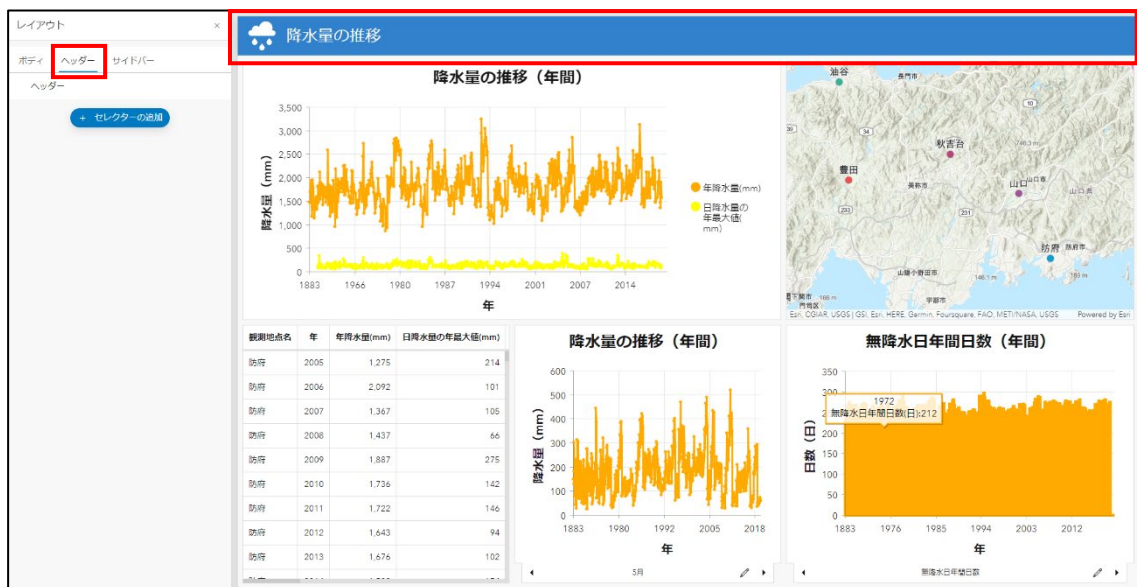 レイアウト
×
ボディ ヘッダー サイドバー
ヘッダー
+ セレクターの追加
降水量の推移
降水量の推移（年間）
降水量（mm）
3,500
3,000
2,500
2,000
1,500
1,000
500
0
1883 1966 1980 1987 1994 2001 2007 2014
年
年降水量(mm)
日降水量の
年最大値(
mm)
油谷
長門市
10
34
秋吉台
豊田
美祢市
山口
山口市
232
231
防府
防府市
山陽小野田市
146.1 m
宇部市
下関市
Esri, CGIAR, USGS | GSI, Esri, HERE, Garmin, Foursquare, FAO, METI/NASA, USGS
Powered by Esri
観測地点名 年 年降水量(mm) 日降水量の年最大値(mm)
防府 2005 1,275 214
防府 2006 2,092 101
防府 2007 1,367 105
防府 2008 1,437 66
防府 2009 1,887 275
防府 2010 1,736 142
防府 2011 1,722 146
防府 2012 1,643 94
防府 2013 1,676 102
降水量の推移（年間）
降水量（mm）
600
500
400
300
200
100
0
1883 1980 1992 2005 2018
年
5月
無降水日年間日数（年間）
日数（日）
350
300
1972
無降水日年間日数(日):212
200
150
100
50
0
1883 1976 1985 1994 2003 2012
年
無降水日年間日数